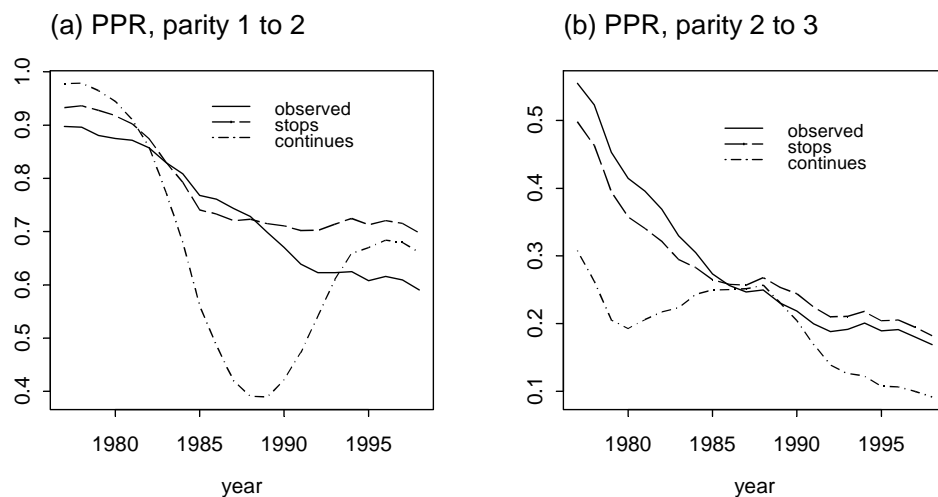 (a) PPR, parity 1 to 2
1.0
0.9
0.8
0.7
0.6
0.5
0.4
observed
stops
continues
1980 1985 1990 1995
year
(b) PPR, parity 2 to 3
0.5
0.4
0.3
0.2
0.1
observed
stops
continues
1980 1985 1990 1995
year